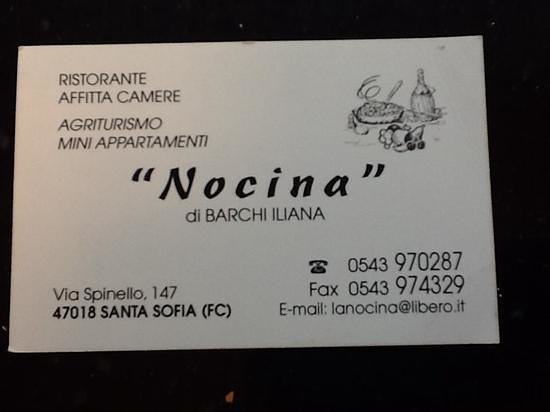 RISTORANTE
AFFITTA CAMERE
AGRITURISMO
MINI APPARTAMENTI
"Nocina"
di BARCHI ILIANA
Via Spinello, 147
47018 SANTA SOFIA (FC)
☎ 0543 970287
Fax 0543 974329
E-mail: lanocina@libero.it